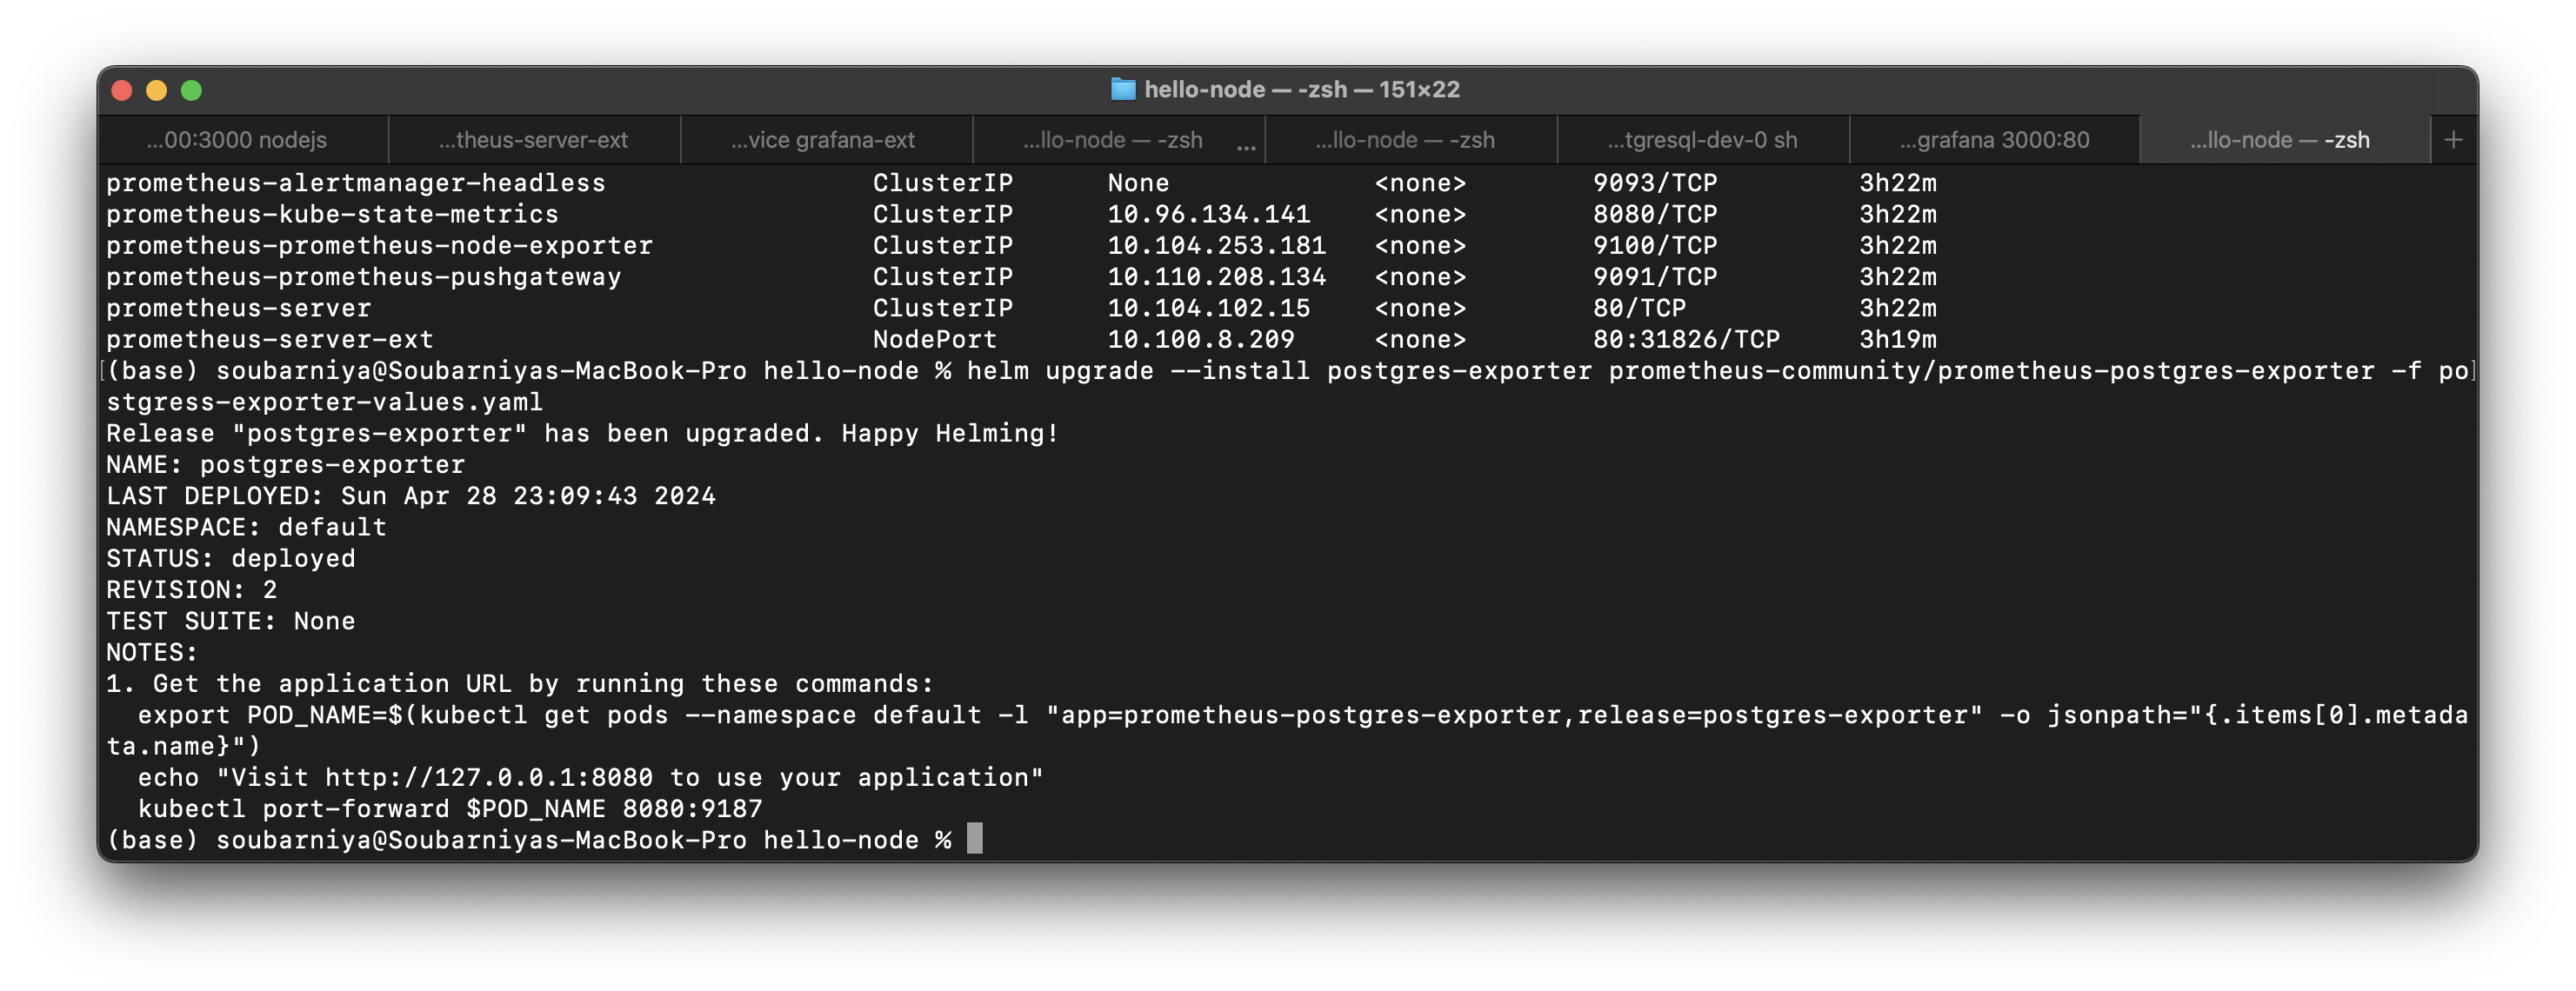 hello-node — -zsh — 151×22
...00:3000 nodejs ...theus-server-ext ...vice grafana-ext ...llo-node — -zsh ... ...llo-node — -zsh ...tgresql-dev-0 sh ...grafana 3000:80 ...llo-node — -zsh +
prometheus-alertmanager-headless ClusterIP None <none> 9093/TCP 3h22m
prometheus-kube-state-metrics ClusterIP 10.96.134.141 <none> 8080/TCP 3h22m
prometheus-prometheus-node-exporter ClusterIP 10.104.253.181 <none> 9100/TCP 3h22m
prometheus-prometheus-pushgateway ClusterIP 10.110.208.134 <none> 9091/TCP 3h22m
prometheus-server ClusterIP 10.104.102.15 <none> 80/TCP 3h22m
prometheus-server-ext NodePort 10.100.8.209 <none> 80:31826/TCP 3h19m
[(base) soubarniya@Soubarniyas-MacBook-Pro hello-node % helm upgrade --install postgres-exporter prometheus-community/prometheus-postgres-exporter -f po]
stgress-exporter-values.yaml
Release "postgres-exporter" has been upgraded. Happy Helming!
NAME: postgres-exporter
LAST DEPLOYED: Sun Apr 28 23:09:43 2024
NAMESPACE: default
STATUS: deployed
REVISION: 2
TEST SUITE: None
NOTES:
1. Get the application URL by running these commands:
  export POD_NAME=$(kubectl get pods --namespace default -l "app=prometheus-postgres-exporter,release=postgres-exporter" -o jsonpath="{.items[0].metada
ta.name}")
  echo "Visit http://127.0.0.1:8080 to use your application"
  kubectl port-forward $POD_NAME 8080:9187
(base) soubarniya@Soubarniyas-MacBook-Pro hello-node %